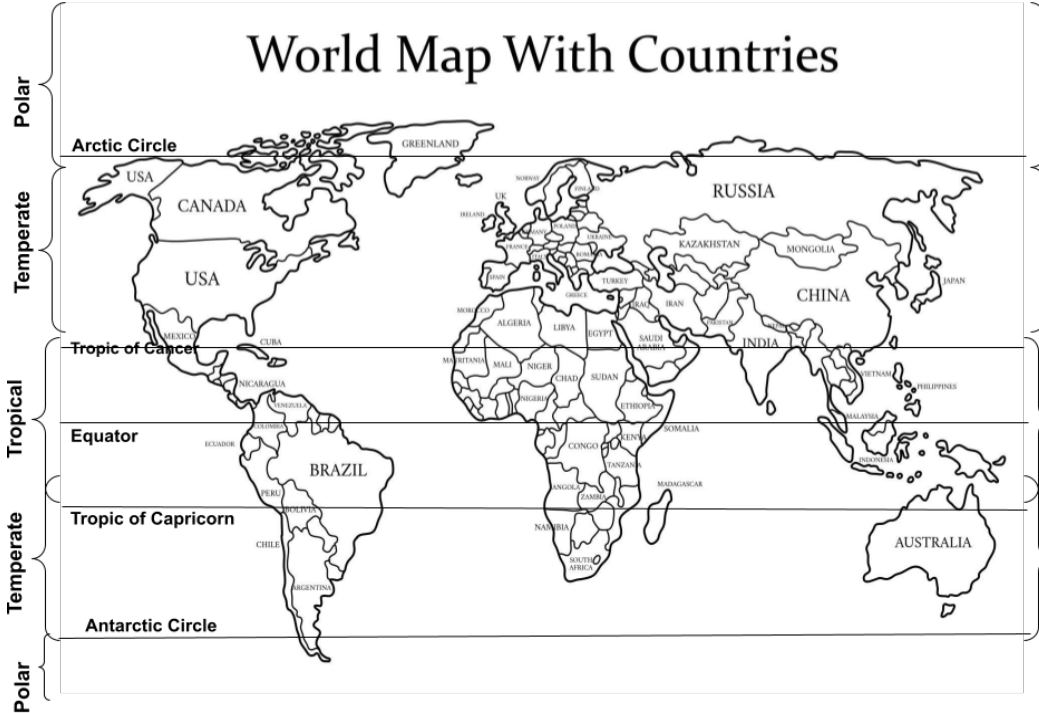 World Map With Countries
Polar
Arctic Circle
GREENLAND
USA
CANADA
RUSSIA
NORWAY
FINLAND
UK
IRELAND
POLAND
UKRAINE
FRANCE
KAZAKHSTAN
MONGOLIA
Temperate
USA
SPAIN
TURKEY
GREECE
CHINA
JAPAN
IRAQ
IRAN
MOROCCO
ALGERIA
LIBYA
EGYPT
PAKISTAN
NEPAL
MEXICO
CUBA
SAUDI
ARABIA
INDIA
Tropic of Cancer
MAURITANIA
MALI
NIGER
CHAD
SUDAN
VIETNAM
PHILIPPINES
NICARAGUA
VENEZUELA
NIGERIA
ETHIOPIA
MALAYSIA
Tropical
COLOMBIA
SOMALIA
Equator
ECUADOR
CONGO
KENYA
INDONESIA
BRAZIL
TANZANIA
PERU
ANGOLA
ZAMBIA
MADAGASCAR
BOLIVIA
Tropic of Capricorn
NAMIBIA
CHILE
AUSTRALIA
SOUTH
AFRICA
Temperate
ARGENTINA
Antarctic Circle
Polar